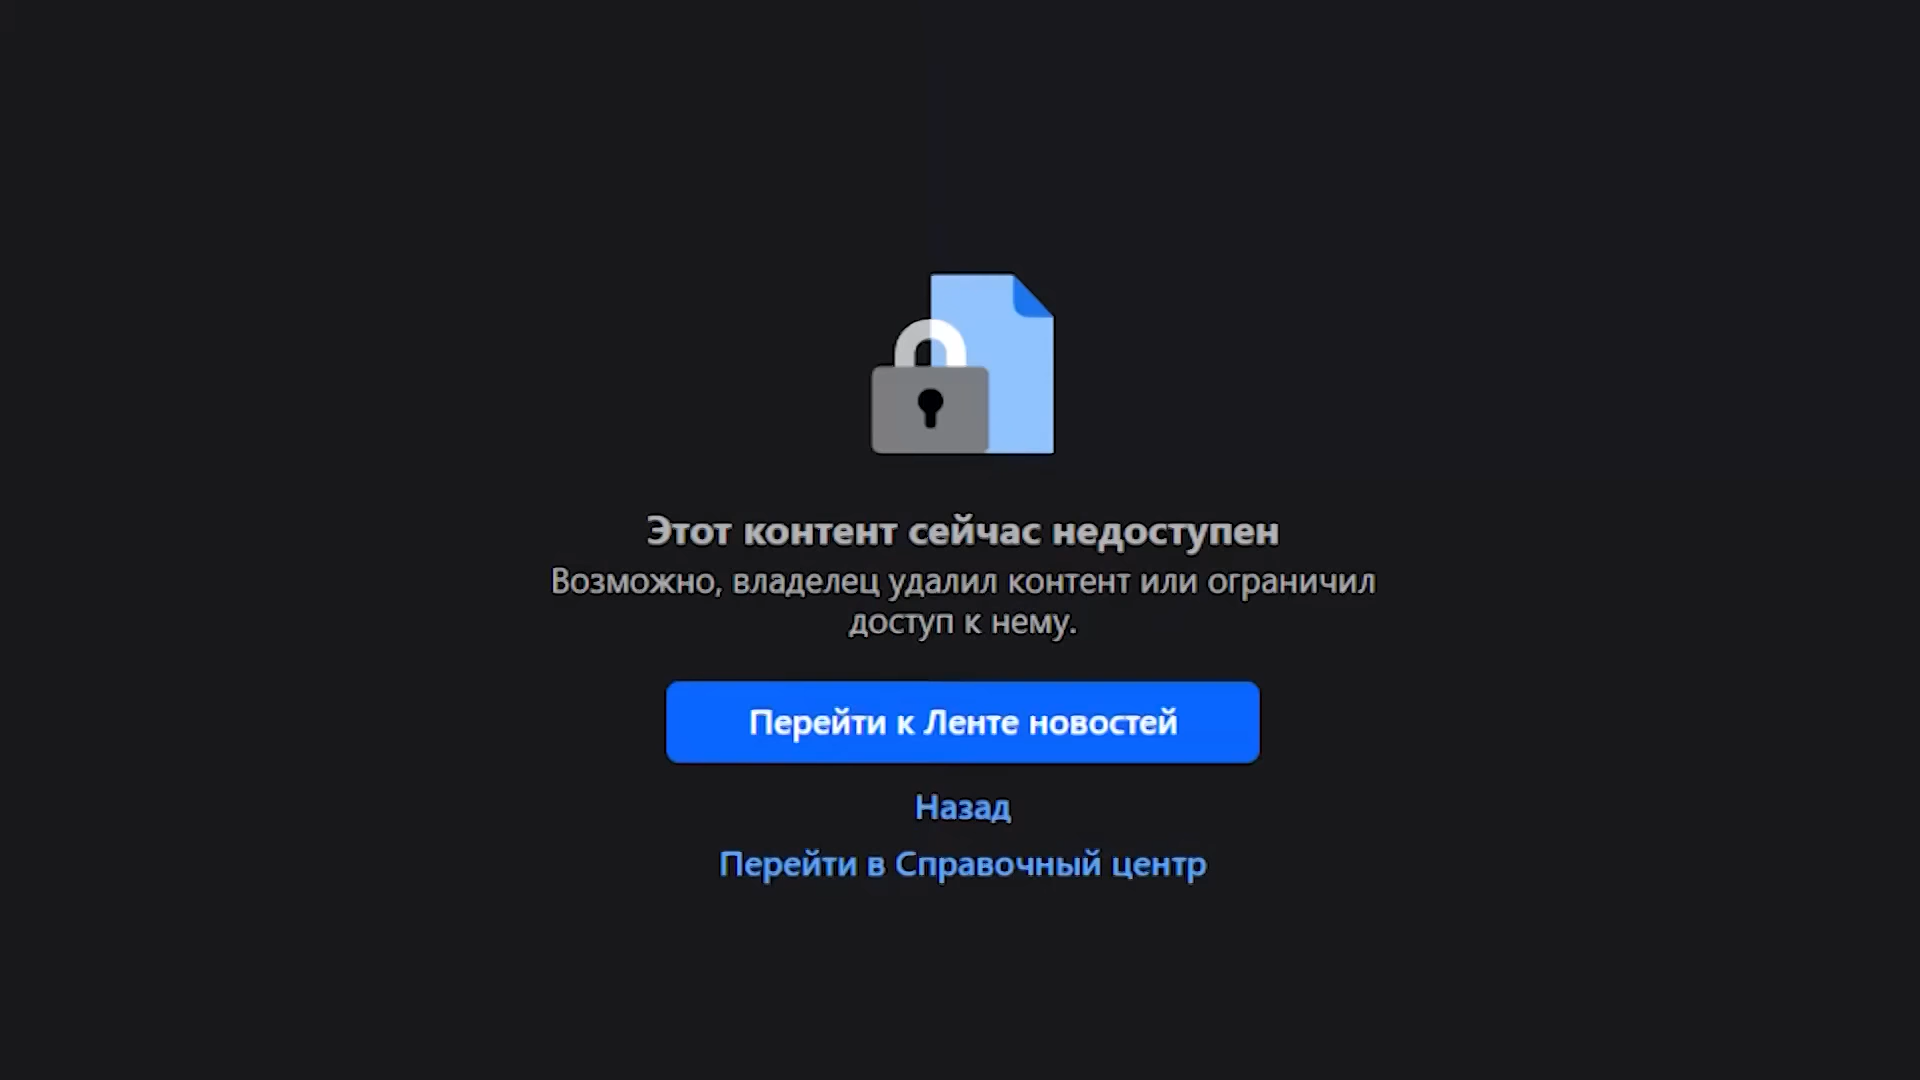 Этот контент сейчас недоступен
Возможно, владелец удалил контент или ограничил
доступ к нему.
Перейти к Ленте новостей
Назад
Перейти в Справочный центр